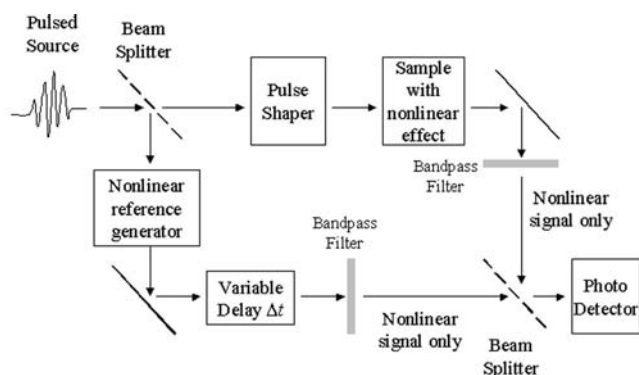 Pulsed
Source
Beam
Splitter
Pulse
Shaper
Sample
with
nonlinear
effect
Bandpass
Filter
Nonlinear
signal only
Nonlinear
reference
generator
Variable
Delay Δt
Bandpass
Filter
Nonlinear
signal only
Beam
Splitter
Photo
Detector